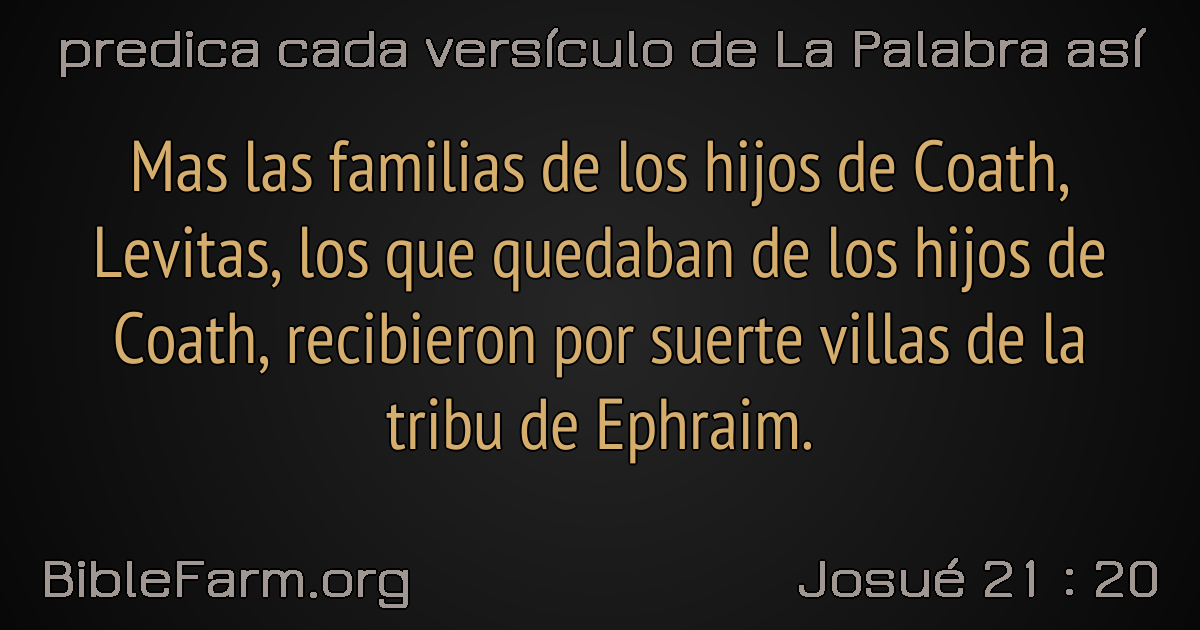 predica cada versículo de La Palabra así
Mas las familias de los hijos de Coath,
Levitas, los que quedaban de los hijos de
Coath, recibieron por suerte villas de la
tribu de Ephraim.
BibleFarm.org
Josué 21 : 20